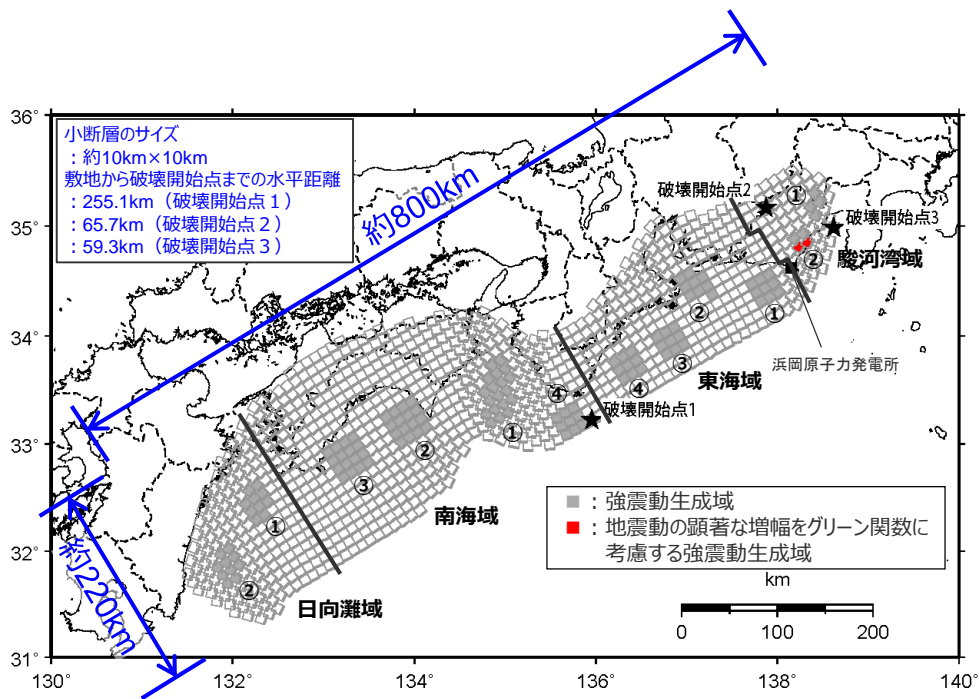 約800km
36°
35°
34°
33°
32°
31°
小断層のサイズ
：約10km×10km
敷地から破壊開始点までの水平距離
：255.1km（破壊開始点１）
：65.7km（破壊開始点２）
：59.3km（破壊開始点３）
破壊開始点2
①
破壊開始点3
②
駿河湾域
②
①
浜岡原子力発電所
③
東海域
④
④
破壊開始点1
①
②
③
南海域
①
②
日向灘域
約220km
：強震動生成域
：地震動の顕著な増幅をグリーン関数に
考慮する強震動生成域
km
0 100 200
130° 132° 134° 136° 138° 140°